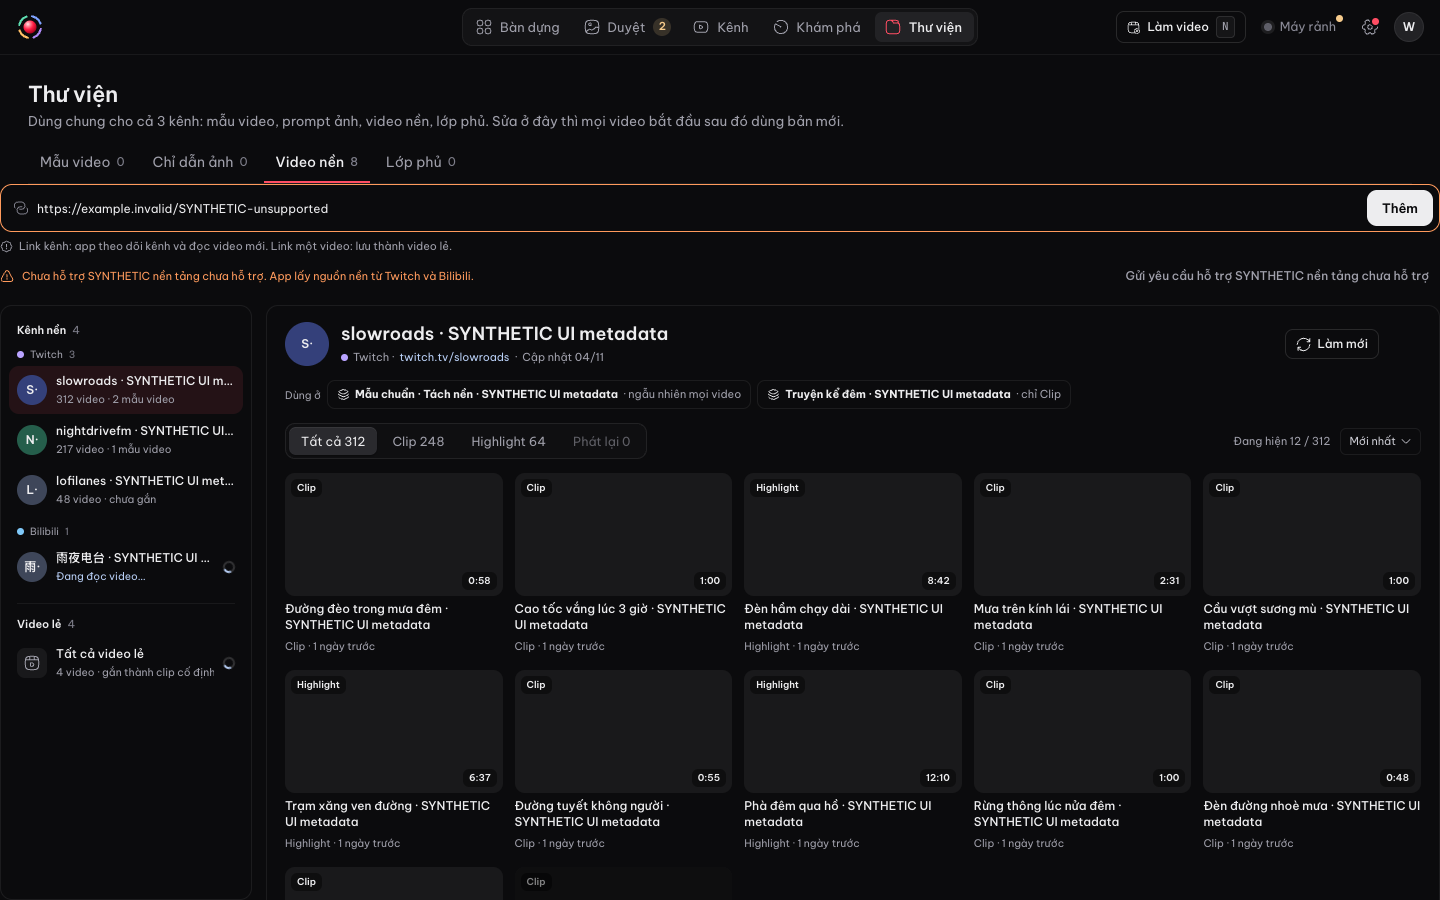 Bàn dựng
Duyệt 2
Kênh
Khám phá
Thư viện
Làm video N
Máy rảnh
W
Thư viện
Dùng chung cho cả 3 kênh: mẫu video, prompt ảnh, video nền, lớp phủ. Sửa ở đây thì mọi video bắt đầu sau đó dùng bản mới.
Mẫu video 0
Chỉ dẫn ảnh 0
Video nền 8
Lớp phủ 0
https://example.invalid/SYNTHETIC-unsupported
Thêm
Link kênh: app theo dõi kênh và đọc video mới. Link một video: lưu thành video lẻ.
Chưa hỗ trợ SYNTHETIC nền tảng chưa hỗ trợ. App lấy nguồn nền từ Twitch và Bilibili.
Gửi yêu cầu hỗ trợ SYNTHETIC nền tảng chưa hỗ trợ
Kênh nền 4
Twitch 3
S·
slowroads · SYNTHETIC UI m...
312 video · 2 mẫu video
N·
nightdrivefm · SYNTHETIC UI...
217 video · 1 mẫu video
L·
lofilanes · SYNTHETIC UI met...
48 video · chưa gắn
Bilibili 1
雨·
雨夜电台 · SYNTHETIC UI ...
Đang đọc video...
Video lẻ 4
Tất cả video lẻ
4 video · gắn thành clip cố định
S·
slowroads · SYNTHETIC UI metadata
Twitch · twitch.tv/slowroads · Cập nhật 04/11
Làm mới
Dùng ở
Mẫu chuẩn · Tách nền · SYNTHETIC UI metadata · ngẫu nhiên mọi video
Truyện kể đêm · SYNTHETIC UI metadata · chỉ Clip
Tất cả 312
Clip 248
Highlight 64
Phát lại 0
Đang hiện 12 / 312
Mới nhất
Clip
0:58
Đường đèo trong mưa đêm ·
SYNTHETIC UI metadata
Clip · 1 ngày trước
Clip
1:00
Cao tốc vắng lúc 3 giờ · SYNTHETIC
UI metadata
Clip · 1 ngày trước
Highlight
8:42
Đèn hầm chạy dài · SYNTHETIC UI
metadata
Highlight · 1 ngày trước
Clip
2:31
Mưa trên kính lái · SYNTHETIC UI
metadata
Clip · 1 ngày trước
Clip
1:00
Cầu vượt sương mù · SYNTHETIC UI
metadata
Clip · 1 ngày trước
Highlight
6:37
Trạm xăng ven đường · SYNTHETIC
UI metadata
Highlight · 1 ngày trước
Clip
0:55
Đường tuyết không người ·
SYNTHETIC UI metadata
Clip · 1 ngày trước
Highlight
12:10
Phà đêm qua hồ · SYNTHETIC UI
metadata
Highlight · 1 ngày trước
Clip
1:00
Rừng thông lúc nửa đêm ·
SYNTHETIC UI metadata
Clip · 1 ngày trước
Clip
0:48
Đèn đường nhoè mưa · SYNTHETIC UI
metadata
Clip · 1 ngày trước
Clip
Clip